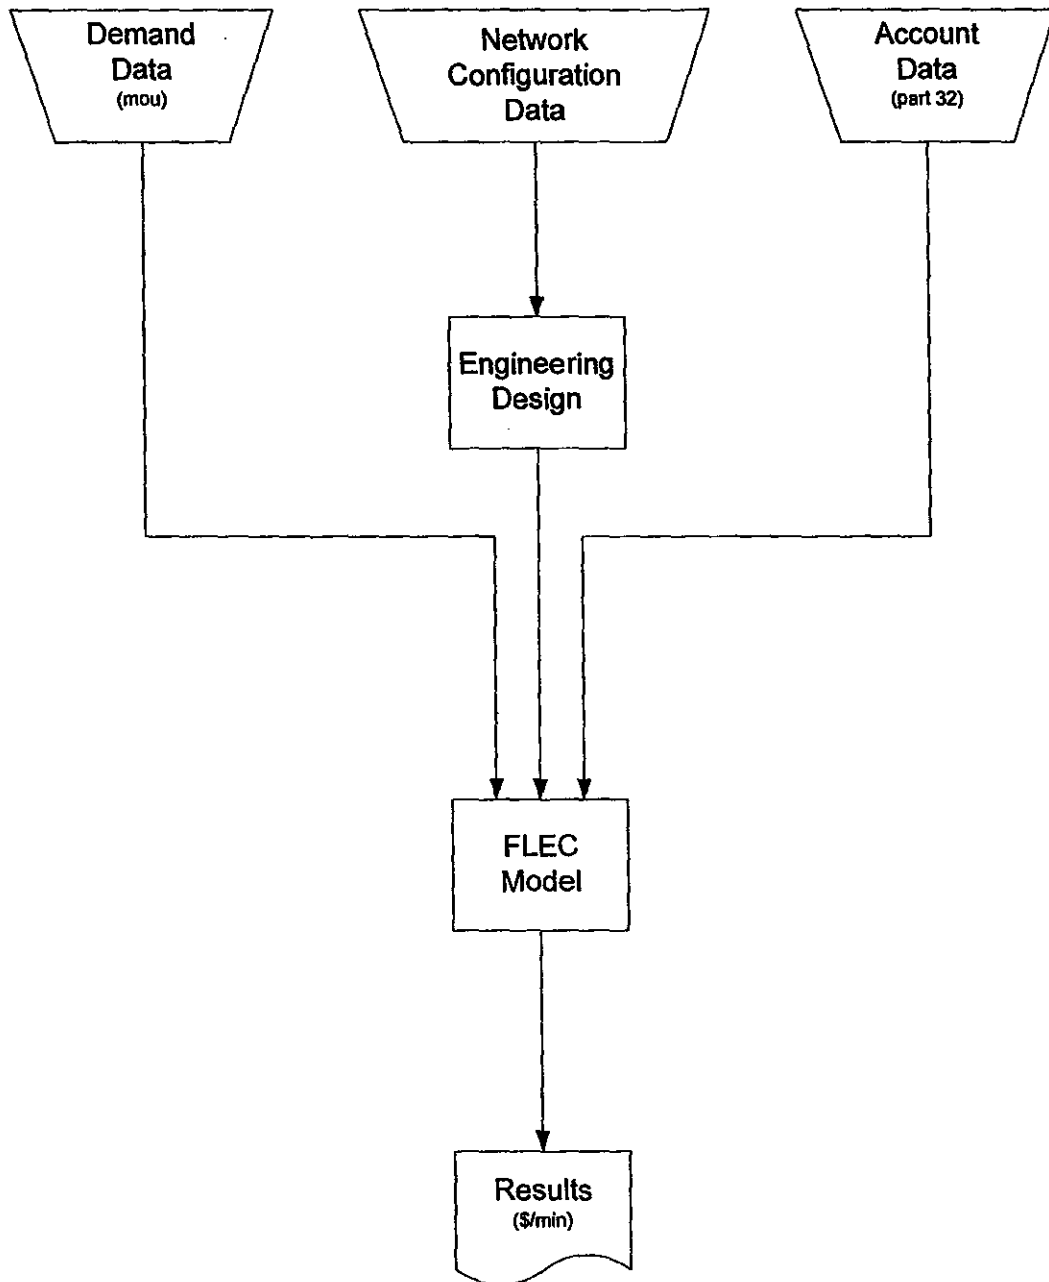 Demand
Data
(mou)
Network
Configuration
Data
Account
Data
(part 32)
Engineering
Design
FLEC
Model
Results
($/min)